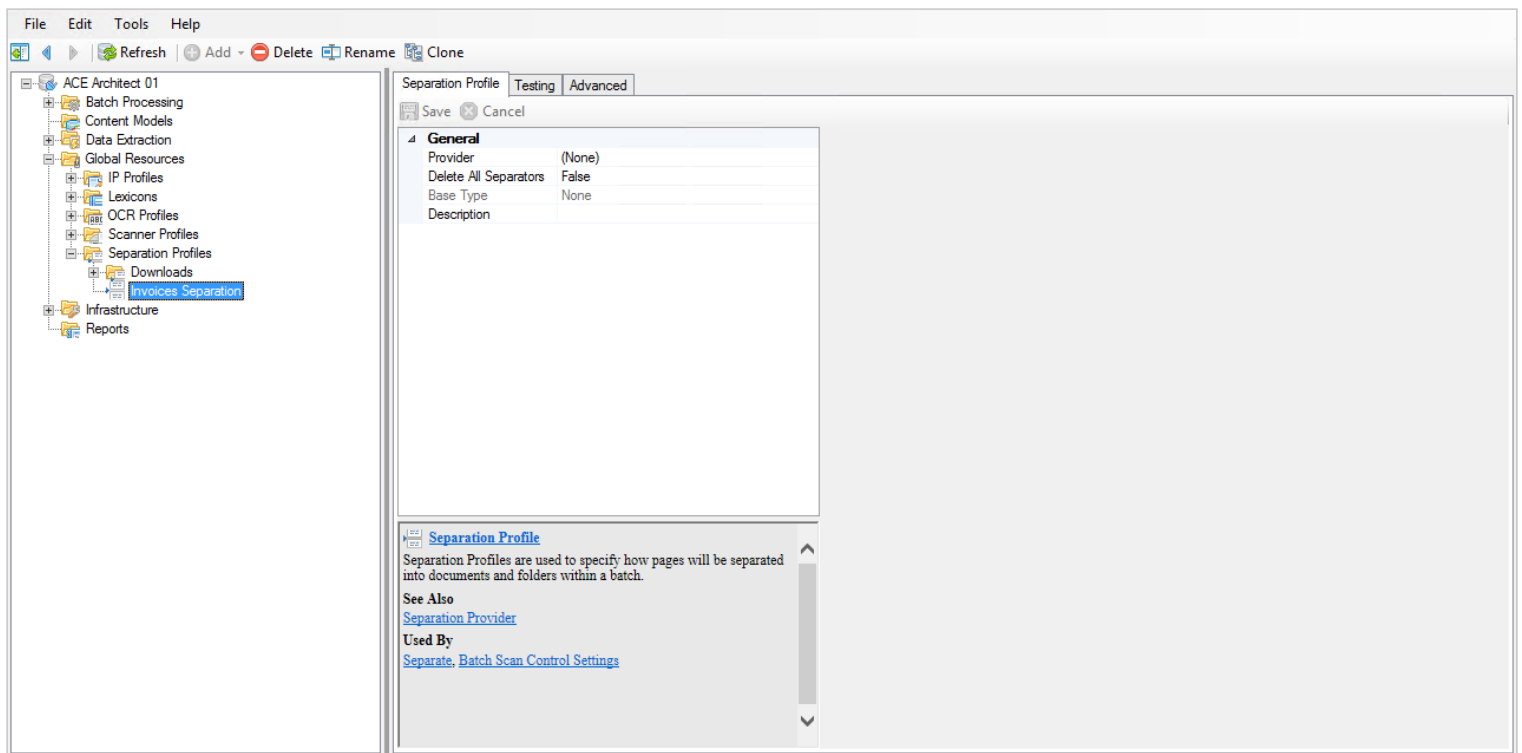 File Edit Tools Help
Refresh Add Delete Rename Clone
ACE Architect 01
Batch Processing
Content Models
Data Extraction
Global Resources
IP Profiles
Lexicons
OCR Profiles
Scanner Profiles
Separation Profiles
Downloads
Invoices Separation
Infrastructure
Reports
Separation Profile Testing Advanced
Save Cancel
General
Provider (None)
Delete All Separators False
Base Type None
Description
Separation Profile
Separation Profiles are used to specify how pages will be separated
into documents and folders within a batch.
See Also
Separation Provider
Used By
Separate, Batch Scan Control Settings